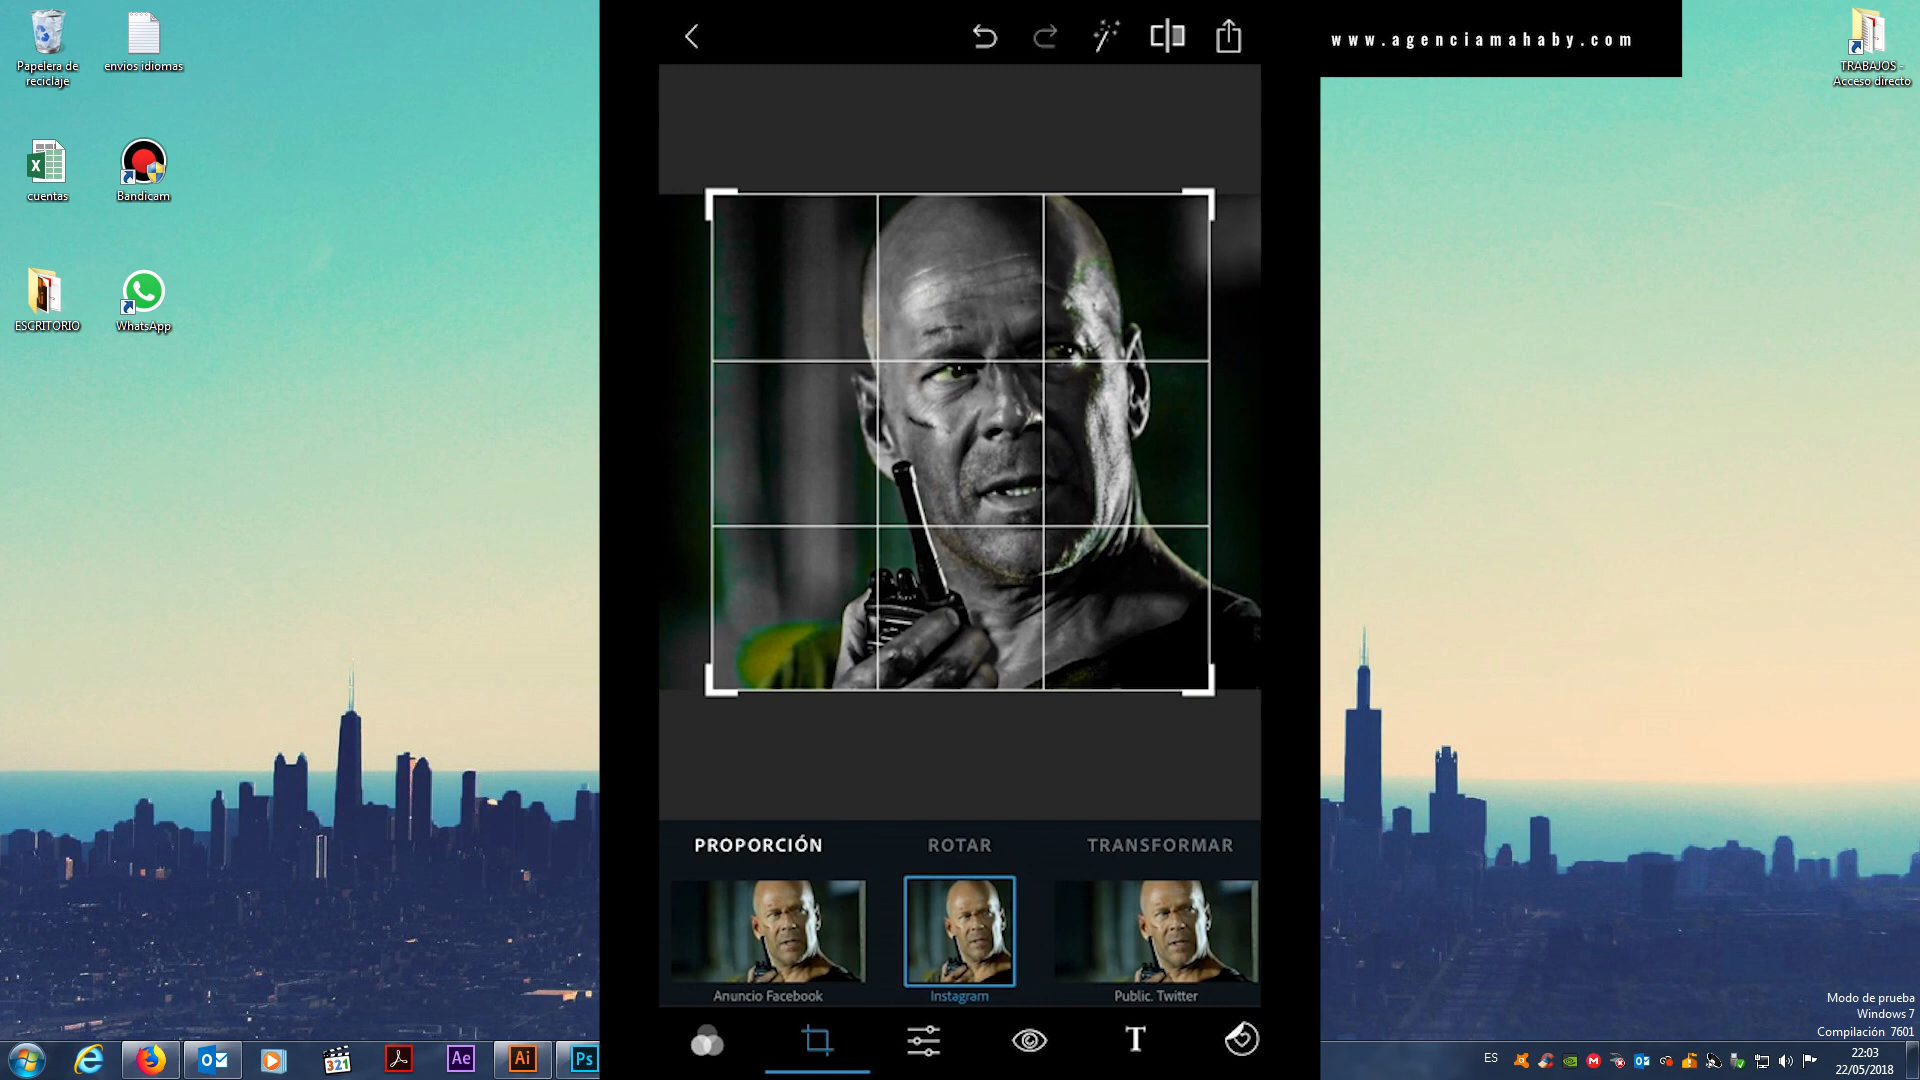 Papelera de
reciclaje
envios idiomas
cuentas
Bandicam
ESCRITORIO
WhatsApp
www.agenciamahaby.com
TRABAJOS -
Acceso directo
PROPORCIÓN
ROTAR
TRANSFORMAR
Anuncio Facebook
Instagram
Public. Twitter
T
Modo de prueba
Windows 7
Compilación 7601
321
Ae
Ai
Ps
ES
22:03
22/05/2018